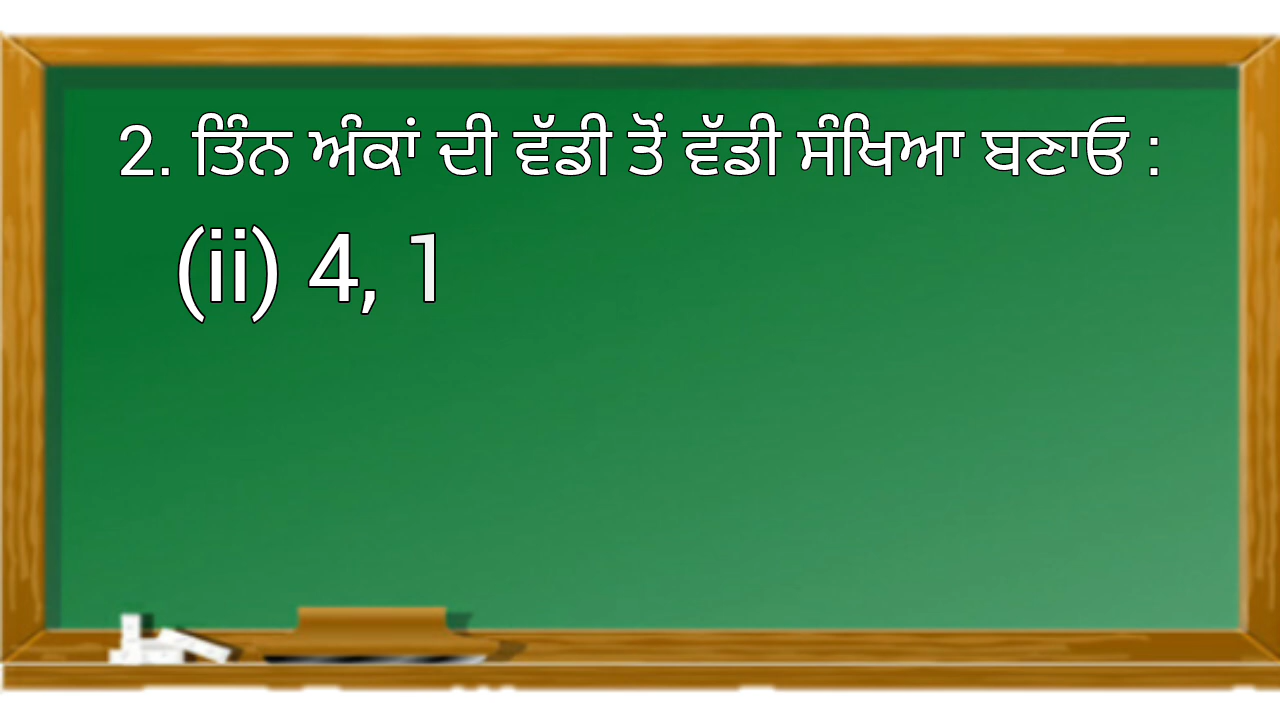 2. ਤਿੰਨ ਅੰਕਾਂ ਦੀ ਵੱਡੀ ਤੋਂ ਵੱਡੀ ਸੰਖਿਆ ਬਣਾਓ :
(ii) 4, 1